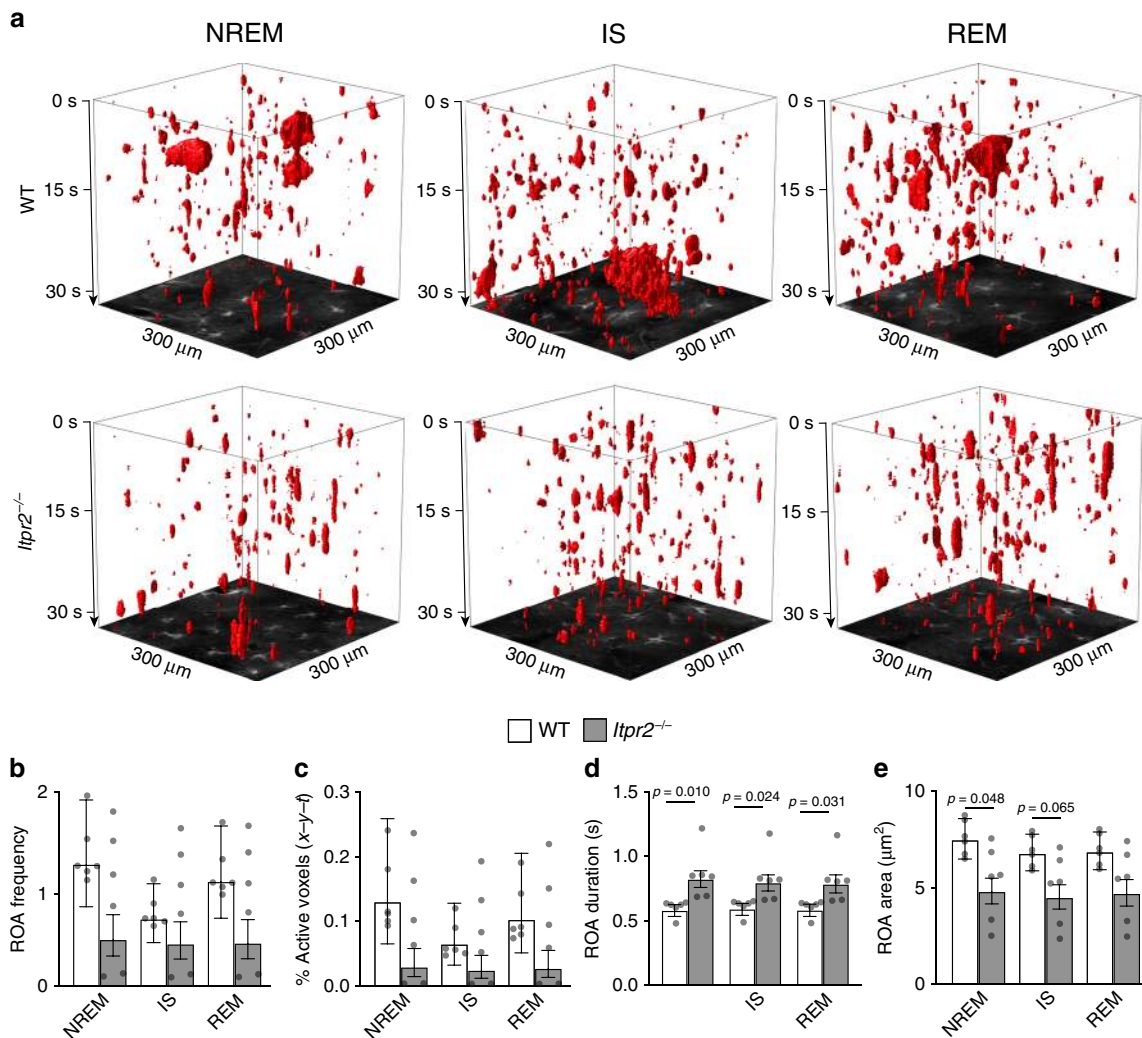 a
NREM IS REM
WT
0 s 0 s 0 s
15 s 15 s 15 s
30 s 30 s 30 s
300 μm 300 μm 300 μm 300 μm 300 μm 300 μm
Itpr2⁻/⁻
0 s 0 s 0 s
15 s 15 s 15 s
30 s 30 s 30 s
300 μm 300 μm 300 μm 300 μm 300 μm 300 μm
WT Itpr2⁻/⁻
b
ROA frequency
2
1
0
NREM IS REM
c
% Active voxels (x–y–t)
0.3
0.2
0.1
0.0
NREM IS REM
d
ROA duration (s)
1.5
1.0
0.5
0.0
p = 0.010 p = 0.024 p = 0.031
IS REM
e
ROA area (μm²)
10
5
0
p = 0.048 p = 0.065
NREM IS REM